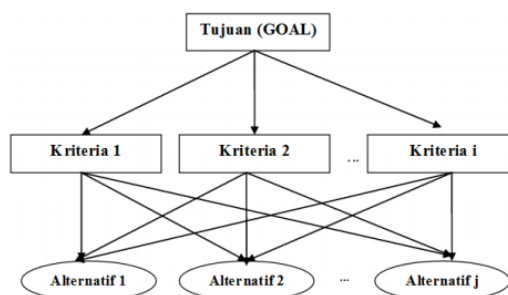 Tujuan (GOAL)
Kriteria 1
Kriteria 2
...
Kriteria i
Alternatif 1
Alternatif 2
...
Alternatif j